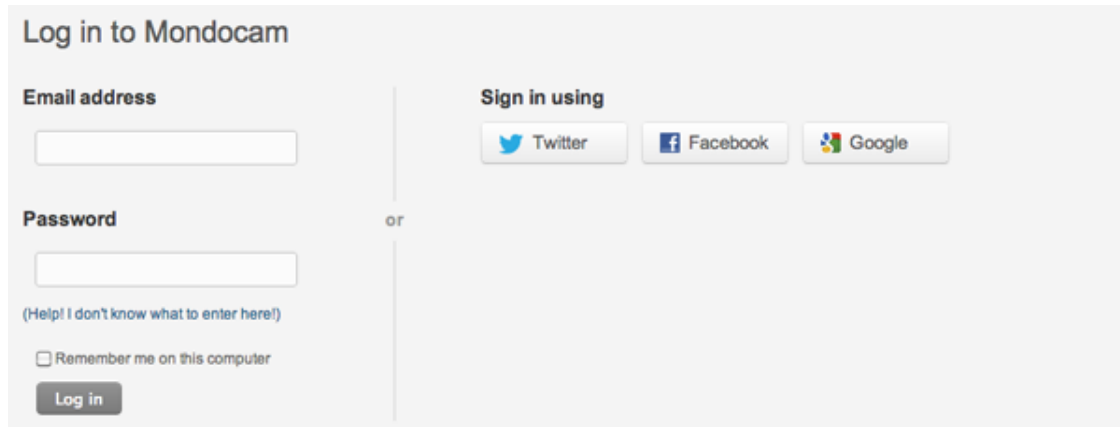 Log in to Mondocam
Email address
Password
(Help! I don't know what to enter here!)
Remember me on this computer
Log in
or
Sign in using
Twitter
Facebook
Google